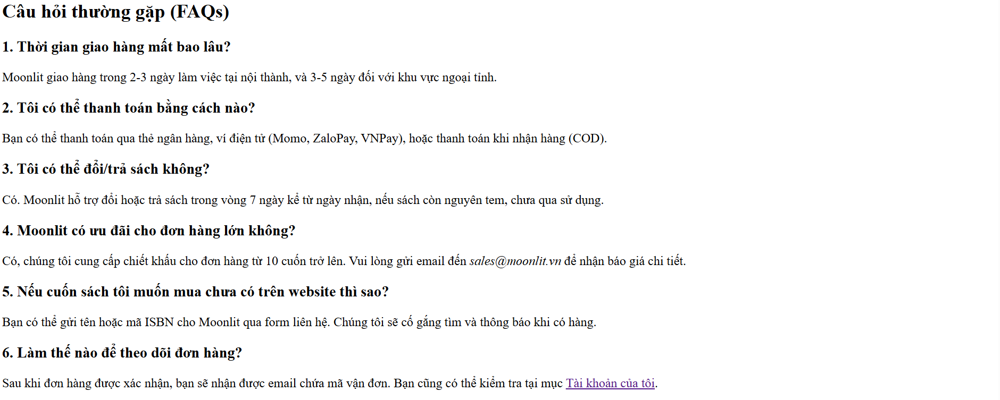 Câu hỏi thường gặp (FAQs)
1. Thời gian giao hàng mất bao lâu?
Moonlit giao hàng trong 2-3 ngày làm việc tại nội thành, và 3-5 ngày đối với khu vực ngoại tỉnh.
2. Tôi có thể thanh toán bằng cách nào?
Bạn có thể thanh toán qua thẻ ngân hàng, ví điện tử (Momo, ZaloPay, VNPay), hoặc thanh toán khi nhận hàng (COD).
3. Tôi có thể đổi/trả sách không?
Có. Moonlit hỗ trợ đổi hoặc trả sách trong vòng 7 ngày kể từ ngày nhận, nếu sách còn nguyên tem, chưa qua sử dụng.
4. Moonlit có ưu đãi cho đơn hàng lớn không?
Có, chúng tôi cung cấp chiết khấu cho đơn hàng từ 10 cuốn trở lên. Vui lòng gửi email đến sales@moonlit.vn để nhận báo giá chi tiết.
5. Nếu cuốn sách tôi muốn mua chưa có trên website thì sao?
Bạn có thể gửi tên hoặc mã ISBN cho Moonlit qua form liên hệ. Chúng tôi sẽ cố gắng tìm và thông báo khi có hàng.
6. Làm thế nào để theo dõi đơn hàng?
Sau khi đơn hàng được xác nhận, bạn sẽ nhận được email chứa mã vận đơn. Bạn cũng có thể kiểm tra tại mục Tài khoản của tôi.